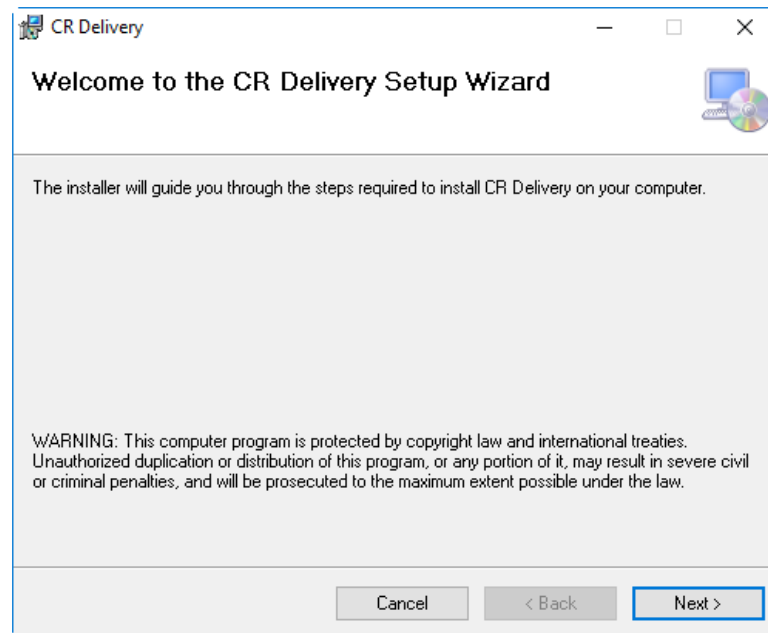 CR Delivery
Welcome to the CR Delivery Setup Wizard
The installer will guide you through the steps required to install CR Delivery on your computer.
WARNING: This computer program is protected by copyright law and international treaties.
Unauthorized duplication or distribution of this program, or any portion of it, may result in severe civil
or criminal penalties, and will be prosecuted to the maximum extent possible under the law.
Cancel
< Back
Next >